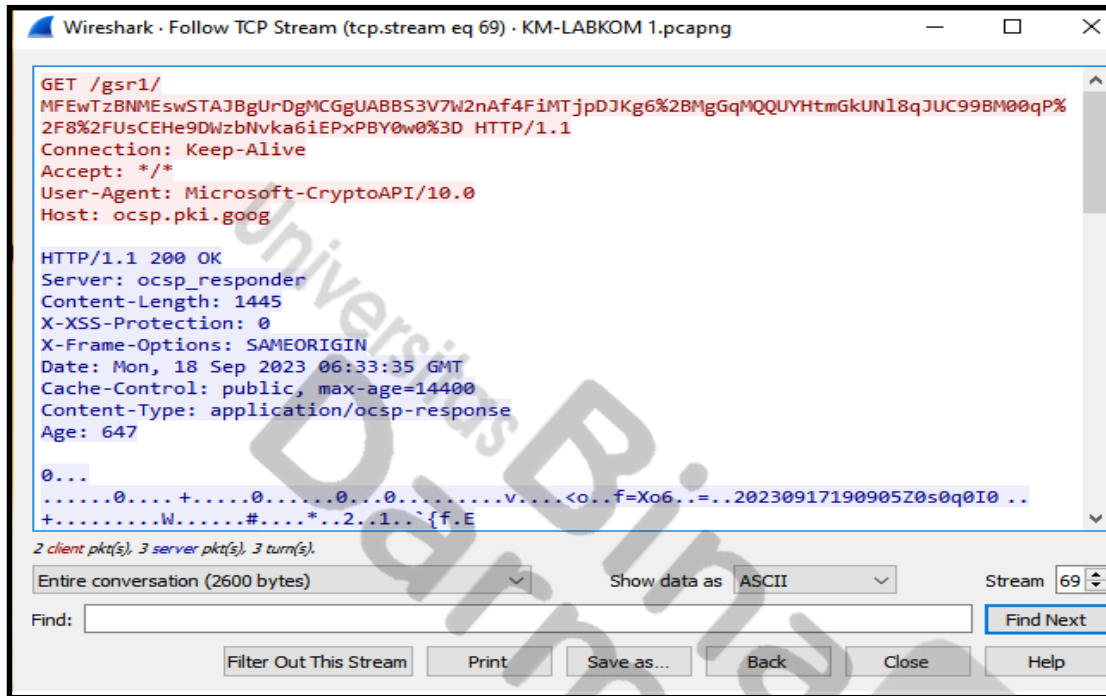 Wireshark · Follow TCP Stream (tcp.stream eq 69) · KM-LABKOM 1.pcapng
GET /gsr1/
MFEwTzBNMEswSTAJBgUrDgMCGgUABBS3V7W2nAf4FiMTjpDJKg6%2BMgGqMQQUYHtmGkUNl8qJUC99BM00qP%
2F8%2FUsCEHe9DWzbNvka6iEPxPBY0w0%3D HTTP/1.1
Connection: Keep-Alive
Accept: */*
User-Agent: Microsoft-CryptoAPI/10.0
Host: ocsp.pki.goog
HTTP/1.1 200 OK
Server: ocsp_responder
Content-Length: 1445
X-XSS-Protection: 0
X-Frame-Options: SAMEORIGIN
Date: Mon, 18 Sep 2023 06:33:35 GMT
Cache-Control: public, max-age=14400
Content-Type: application/ocsp-response
Age: 647
0...
......0.... +.....0......0...0.........v....<o..f=Xo6..=..20230917190905Z0s0q0I0 ..
+.........W......#....*..2..1..`{f.E
2 client pkt(s), 3 server pkt(s), 3 turn(s).
Entire conversation (2600 bytes)
Show data as ASCII
Stream 69
Find:
Find Next
Filter Out This Stream
Print
Save as...
Back
Close
Help
Universitas
Bina